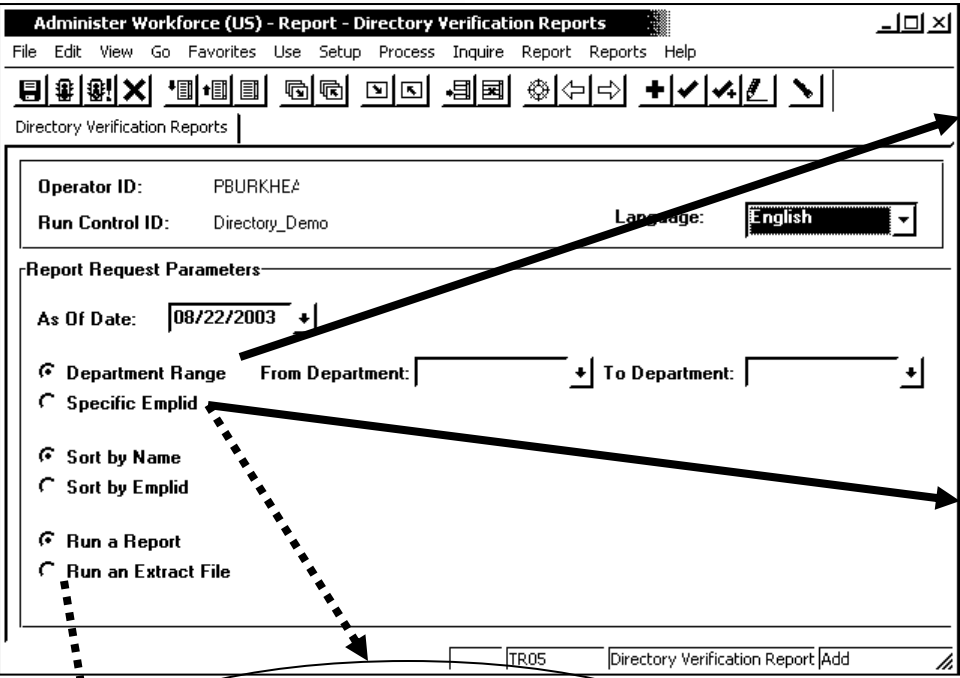 Administer Workforce (US) - Report - Directory Verification Reports
File Edit View Go Favorites Use Setup Process Inquire Report Reports Help
Directory Verification Reports
Operator ID: PBURKHEA
Run Control ID: Directory_Demo Language: English
Report Request Parameters
As Of Date: 08/22/2003
Department Range From Department: To Department:
Specific Emplid
Sort by Name
Sort by Emplid
Run a Report
Run an Extract File
TR05 Directory Verification Report Add